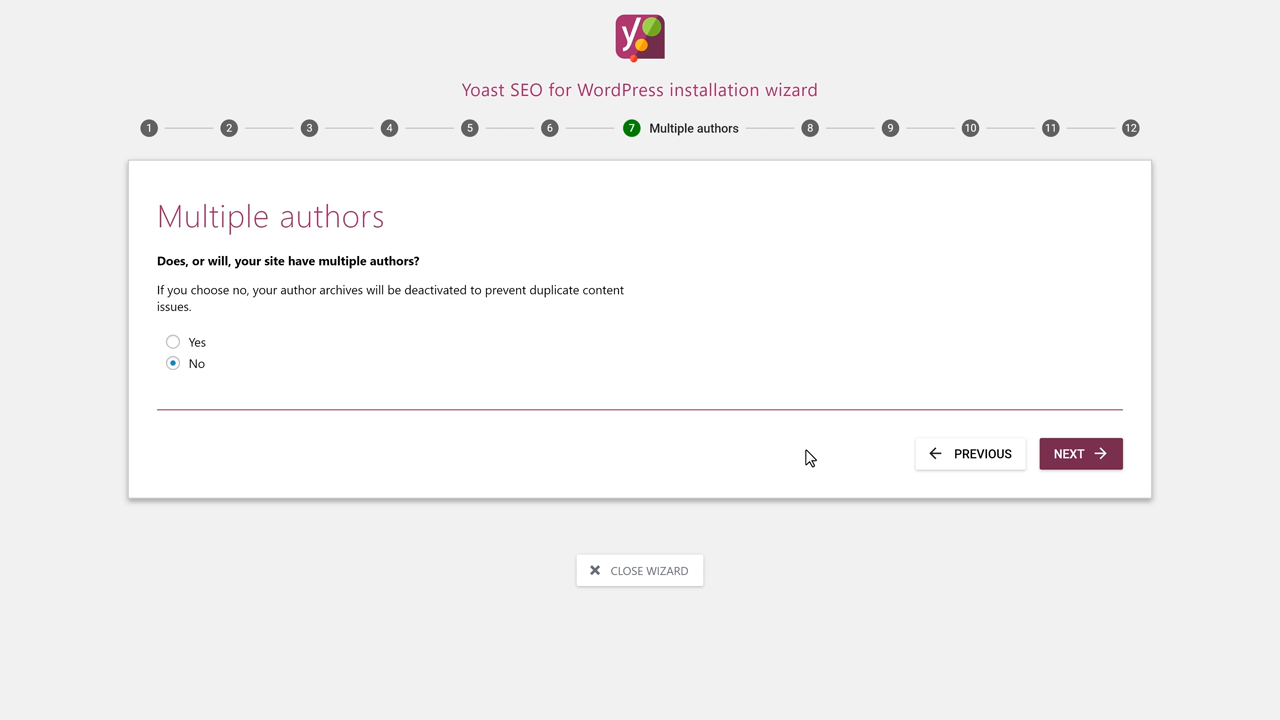 yo
Yoast SEO for WordPress installation wizard
1 2 3 4 5 6 7 Multiple authors 8 9 10 11 12
Multiple authors
Does, or will, your site have multiple authors?
If you choose no, your author archives will be deactivated to prevent duplicate content
issues.
Yes
No
PREVIOUS NEXT
CLOSE WIZARD